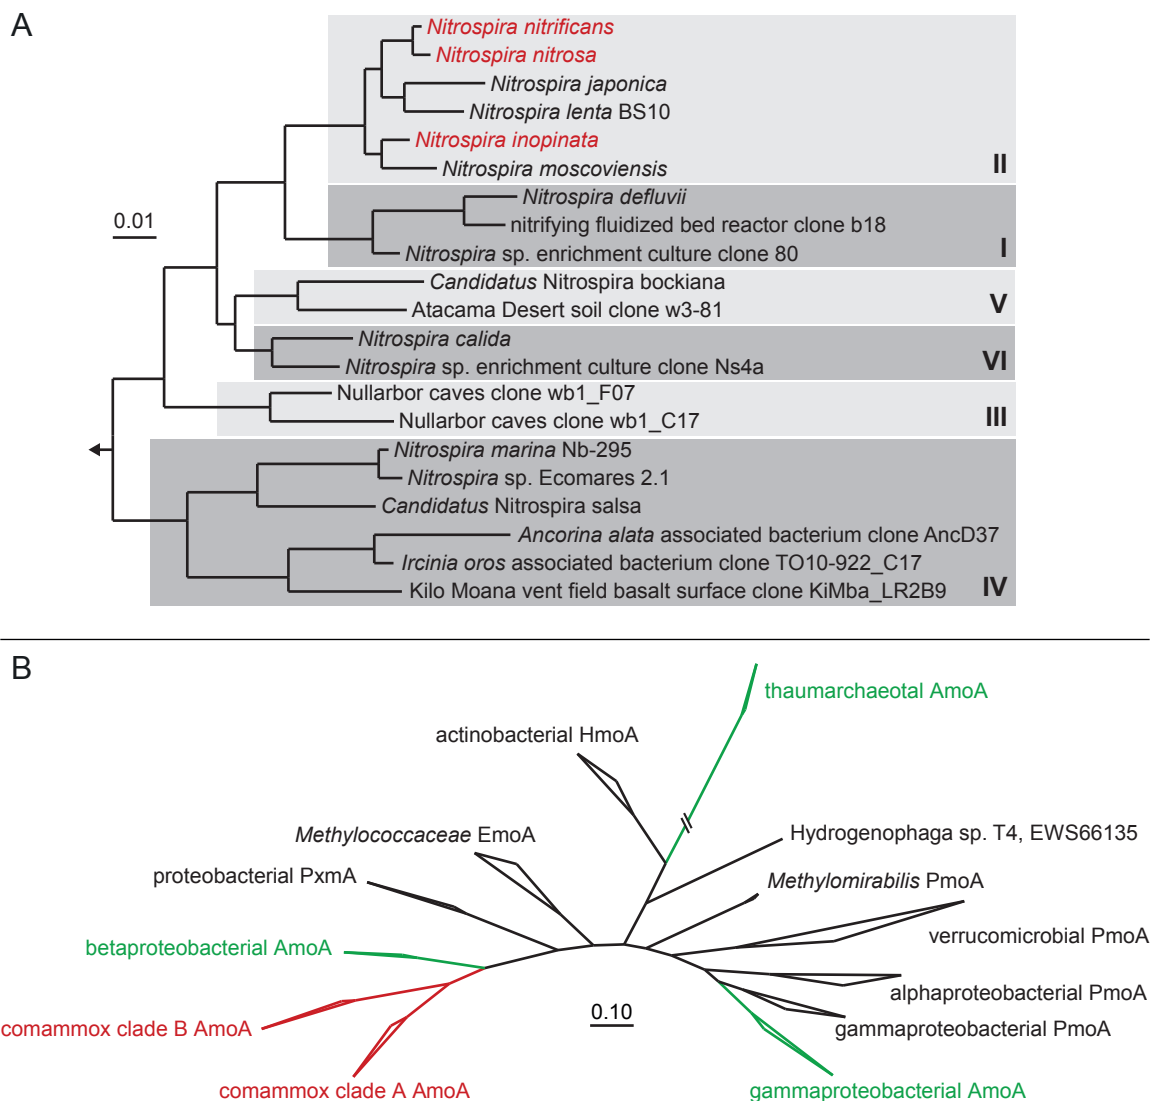 A
Nitrospira nitrificans
Nitrospira nitrosa
Nitrospira japonica
Nitrospira lenta BS10
Nitrospira inopinata
Nitrospira moscoviensis
II
Nitrospira defluvii
0.01
nitrifying fluidized bed reactor clone b18
Nitrospira sp. enrichment culture clone 80
I
Candidatus Nitrospira bockiana
Atacama Desert soil clone w3-81
V
Nitrospira calida
Nitrospira sp. enrichment culture clone Ns4a
VI
Nullarbor caves clone wb1_F07
Nullarbor caves clone wb1_C17
III
Nitrospira marina Nb-295
Nitrospira sp. Ecomares 2.1
Candidatus Nitrospira salsa
Ancorina alata associated bacterium clone AncD37
Ircinia oros associated bacterium clone TO10-922_C17
Kilo Moana vent field basalt surface clone KiMba_LR2B9
IV
B
thaumarchaeotal AmoA
actinobacterial HmoA
Hydrogenophaga sp. T4, EWS66135
Methylococcaceae EmoA
proteobacterial PxmA
Methylomirabilis PmoA
verrucomicrobial PmoA
betaproteobacterial AmoA
alphaproteobacterial PmoA
0.10
comammox clade B AmoA
gammaproteobacterial PmoA
comammox clade A AmoA
gammaproteobacterial AmoA